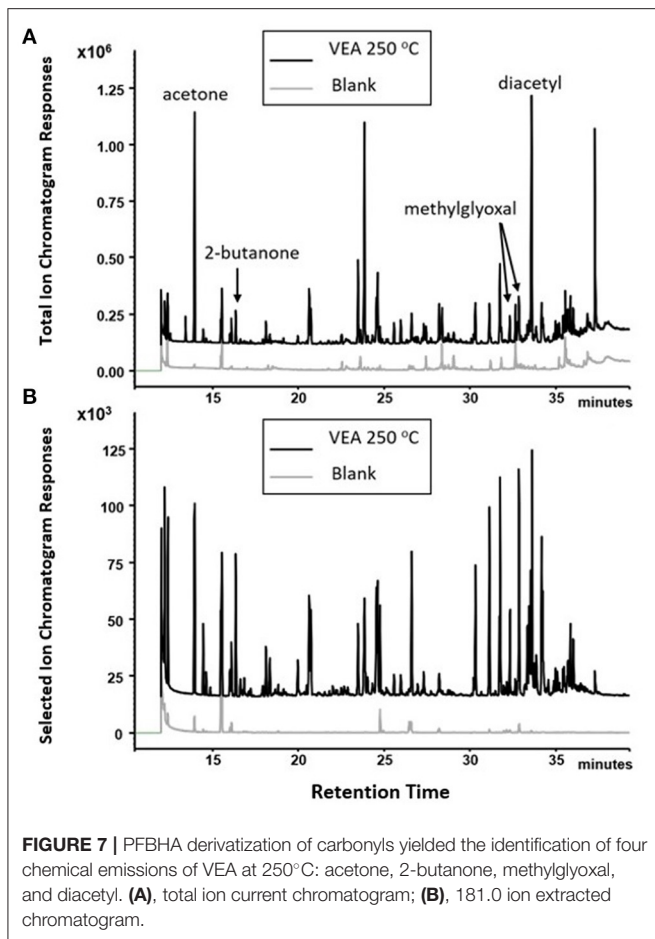 A
x10⁶
VEA 250 °C
Blank
acetone
diacetyl
2-butanone
methylglyoxal
Total Ion Chromatogram Responses
1.25
1.00
0.75
0.50
0.25
0.00
15 20 25 30 35 minutes
B
x10³
VEA 250 °C
Blank
Selected Ion Chromatogram Responses
125
100
75
50
25
0
15 20 25 30 35 minutes
Retention Time
FIGURE 7 | PFBHA derivatization of carbonyls yielded the identification of four
chemical emissions of VEA at 250°C: acetone, 2-butanone, methylglyoxal,
and diacetyl. (A), total ion current chromatogram; (B), 181.0 ion extracted
chromatogram.